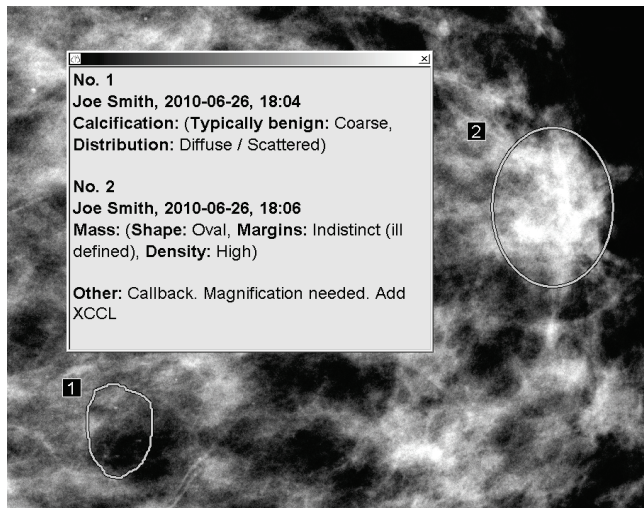 No. 1
Joe Smith, 2010-06-26, 18:04
Calcification: (Typically benign: Coarse,
Distribution: Diffuse / Scattered)
No. 2
Joe Smith, 2010-06-26, 18:06
Mass: (Shape: Oval, Margins: Indistinct (ill
defined), Density: High)
Other: Callback. Magnification needed. Add
XCCL
2
1